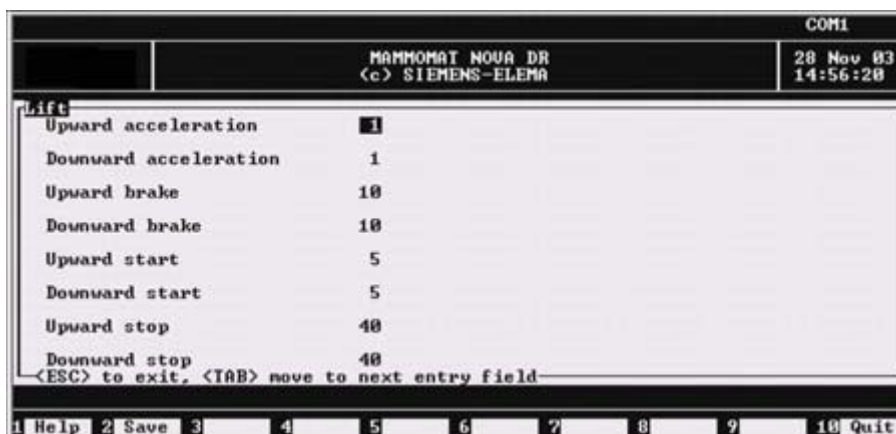 COM1
MAMMOMAT NOVA DR
(c) SIEMENS-ELEMA
28 Nov 03
14:56:20
Lift
Upward acceleration 1
Downward acceleration 1
Upward brake 10
Downward brake 10
Upward start 5
Downward start 5
Upward stop 40
Downward stop 40
<ESC> to exit, <TAB> move to next entry field
1 Help 2 Save 3 4 5 6 7 8 9 10 Quit